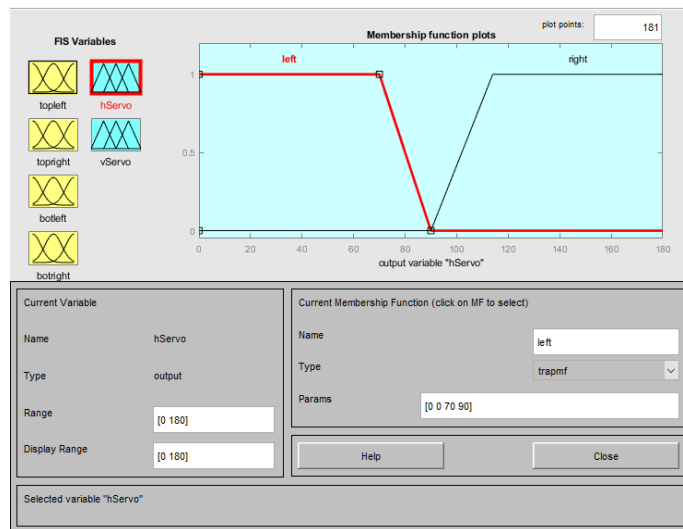 plot points: 181
FIS Variables
Membership function plots
topleft
hServo
topright
vServo
botleft
botright
left
right
1
0.5
0
0 20 40 60 80 100 120 140 160 180
output variable "hServo"
Current Variable
Name hServo
Type output
Range [0 180]
Display Range [0 180]
Current Membership Function (click on MF to select)
Name left
Type trapmf
Params [0 0 70 90]
Help Close
Selected variable "hServo"